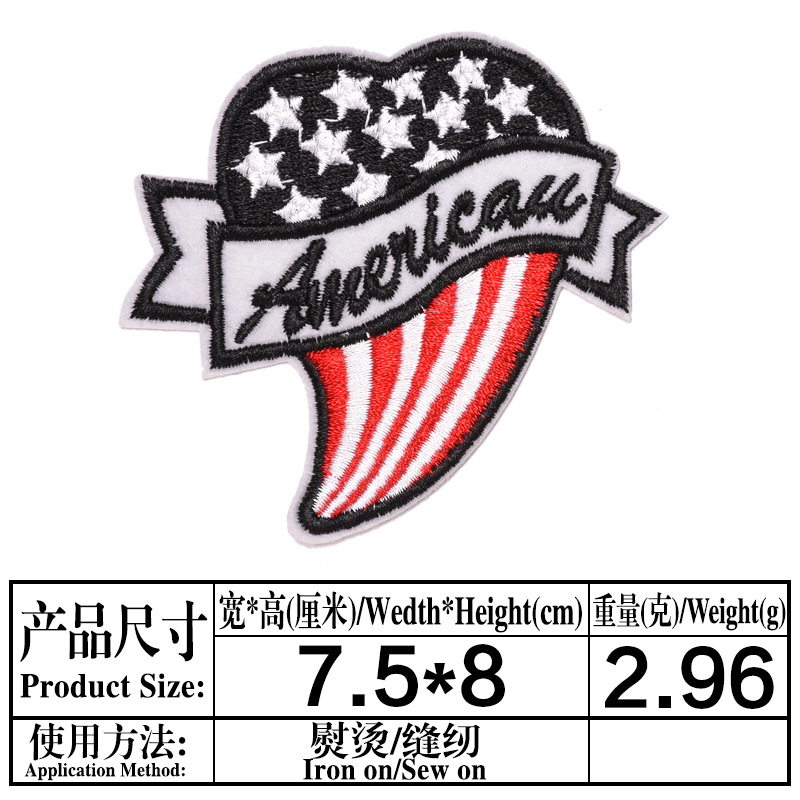 American
产品尺寸
Product Size:
宽*高(厘米)/Wedth*Height(cm)
重量(克)/Weight(g)
7.5*8
2.96
使用方法:
Application Method:
熨烫/缝纫
Iron on/Sew on